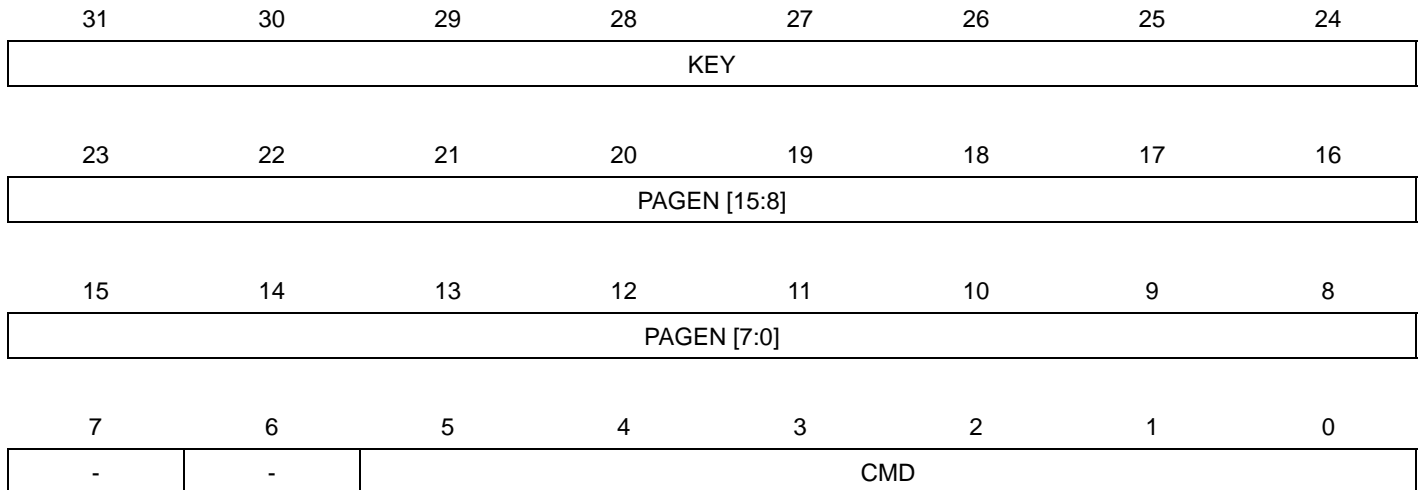 31 30 29 28 27 26 25 24
KEY
23 22 21 20 19 18 17 16
PAGEN [15:8]
15 14 13 12 11 10 9 8
PAGEN [7:0]
7 6 5 4 3 2 1 0
- - CMD